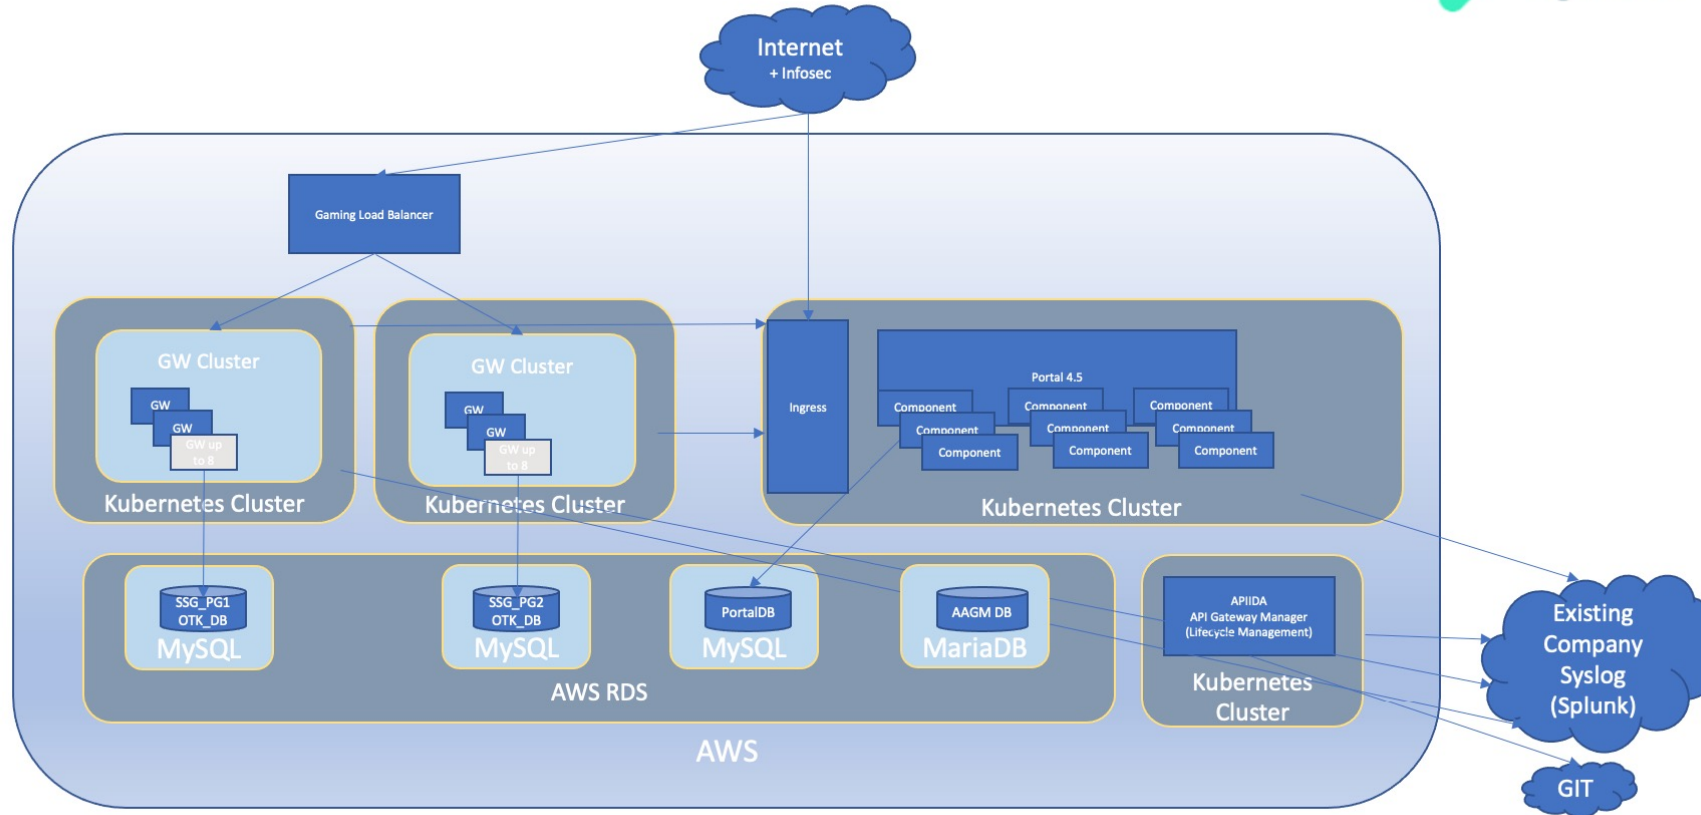 Internet
+ Infosec
Gaming Load Balancer
GW Cluster
GW
GW
GW up
to 8
Kubernetes Cluster
GW Cluster
GW
GW
GW up
to 8
Kubernetes Cluster
Ingress
Portal 4.5
Component
Component
Component
Component
Component
Component
Component
Component
Component
Kubernetes Cluster
SSG_PG1
OTK_DB
MySQL
SSG_PG2
OTK_DB
MySQL
PortalDB
MySQL
AAGM DB
MariaDB
AWS RDS
APIIDA
API Gateway Manager
(Lifecycle Management)
Kubernetes
Cluster
AWS
Existing
Company
Syslog
(Splunk)
GIT